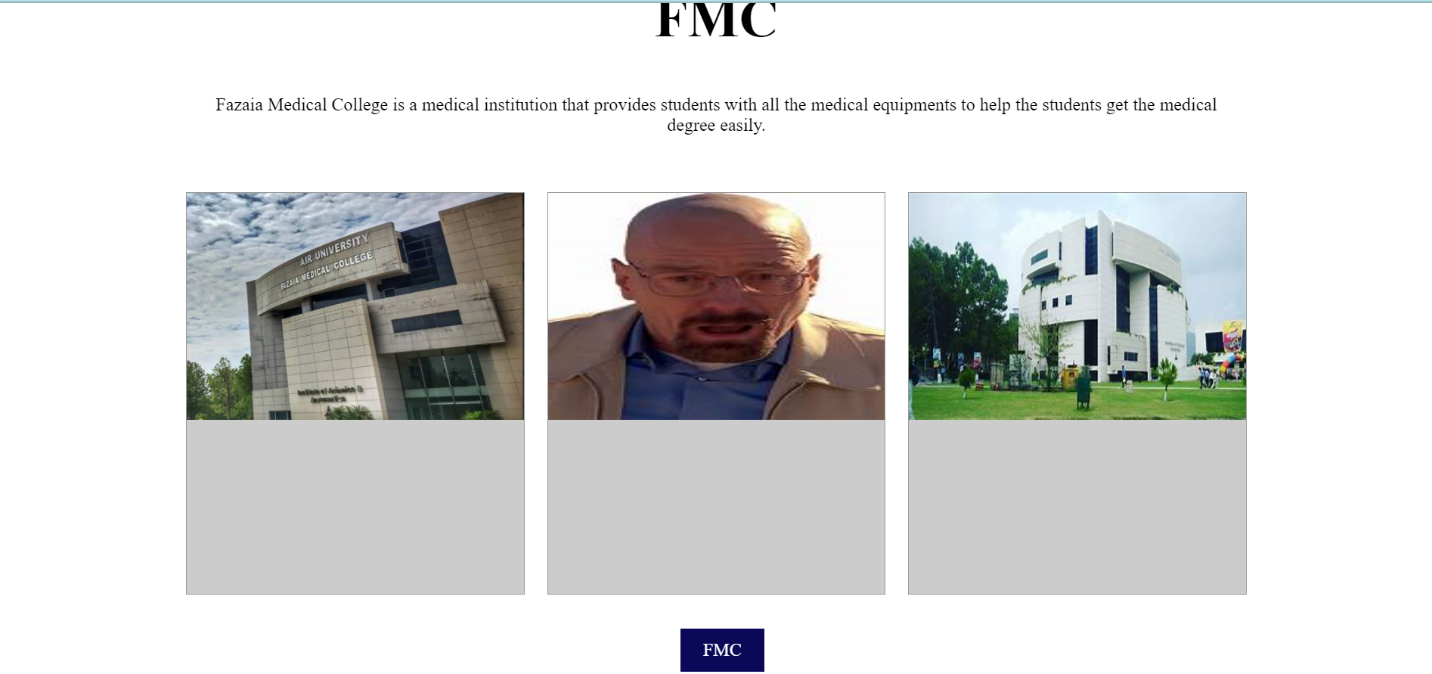 FMC
Fazaia Medical College is a medical institution that provides students with all the medical equipments to help the students get the medical
degree easily.
AIR UNIVERSITY
FAZAIA MEDICAL COLLEGE
FMC